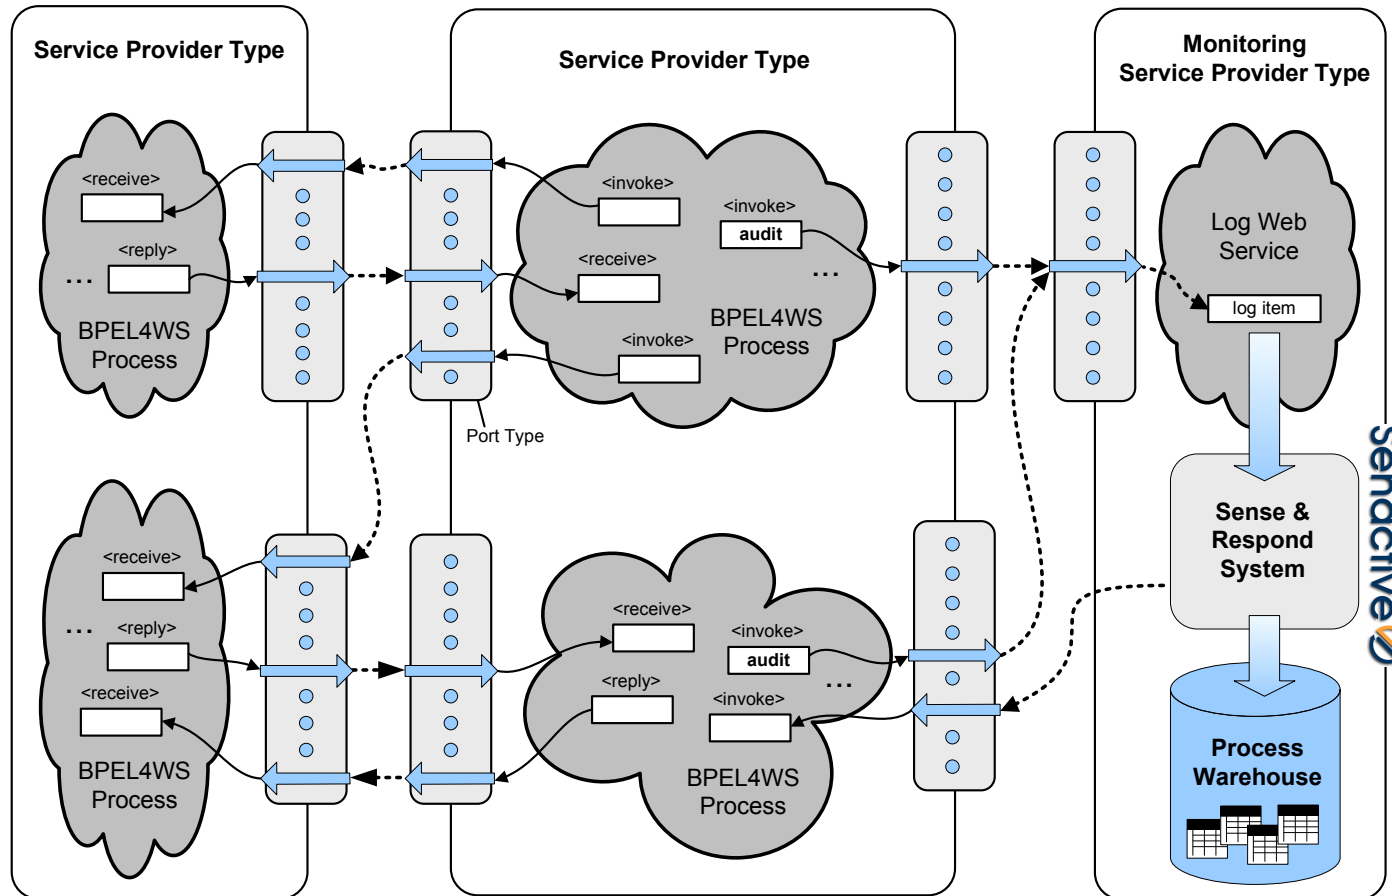 Service Provider Type
<receive>
<reply>
...
BPEL4WS
Process
<receive>
...
<reply>
<receive>
BPEL4WS
Process
Service Provider Type
<invoke>
<invoke>
audit
<receive>
...
BPEL4WS
Process
<invoke>
Port Type
<receive>
<invoke>
audit
<reply>
...
<invoke>
BPEL4WS
Process
Monitoring
Service Provider Type
Log Web
Service
log item
Sense &
Respond
System
Process
Warehouse
senactive